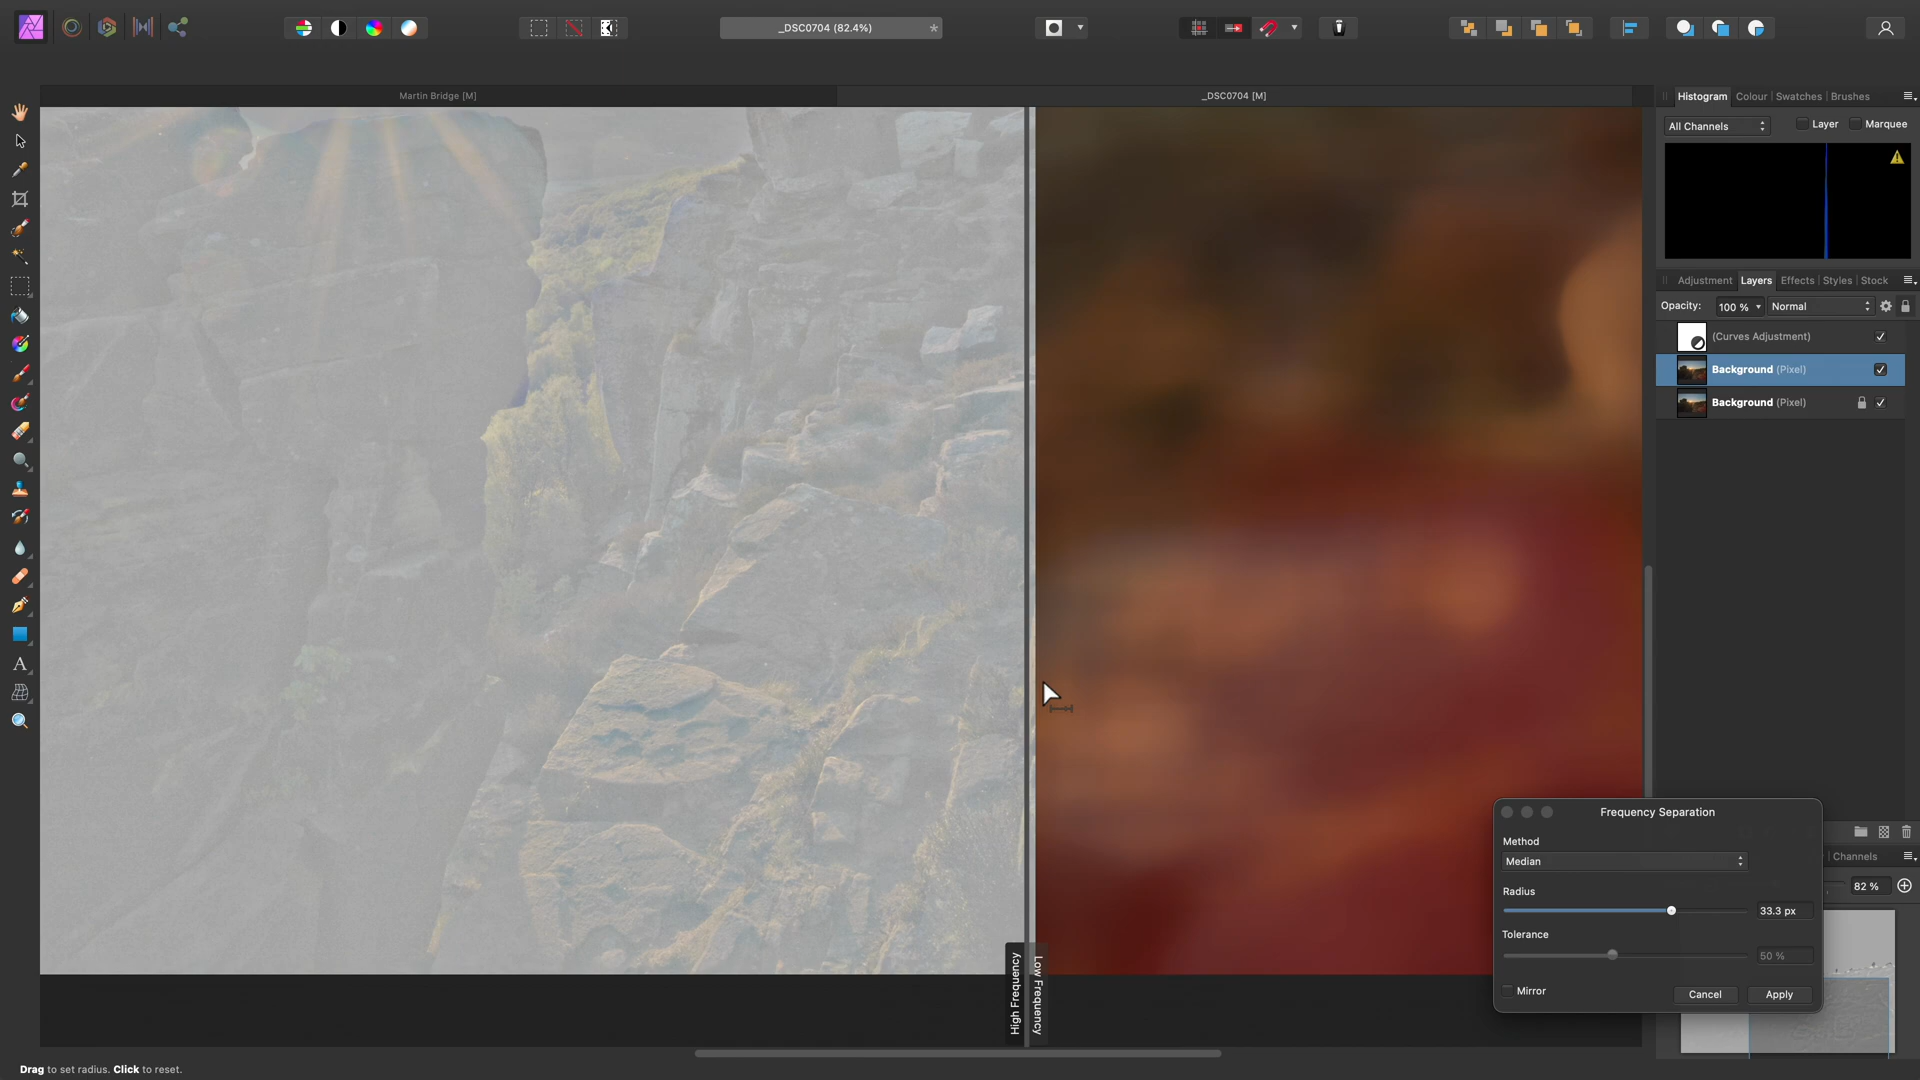 _DSC0704 (82.4%)
Martin Bridge [M]
_DSC0704 [M]
Histogram
Colour
Swatches
Brushes
All Channels
Layer
Marquee
Adjustment
Layers
Effects
Styles
Stock
Opacity:
100 %
Normal
(Curves Adjustment)
Background (Pixel)
Background (Pixel)
Channels
82 %
Frequency Separation
Method
Median
Radius
33.3 px
Tolerance
50 %
Mirror
Cancel
Apply
High Frequency
Low Frequency
Drag to set radius. Click to reset.